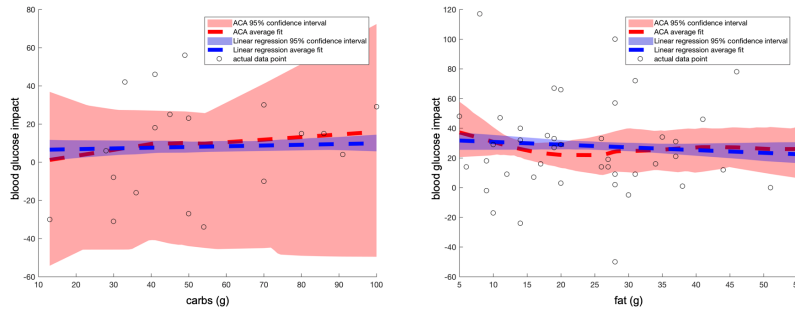 80
60
40
20
0
-20
-40
-60
10
20
30
40
50
60
70
80
90
100
carbs (g)
blood glucose impact
ACA 95% confidence interval
ACA average fit
Linear regression 95% confidence interval
Linear regression average fit
actual data point
120
100
80
60
40
20
0
-20
-40
-60
5
10
15
20
25
30
35
40
45
50
fat (g)
blood glucose impact
ACA 95% confidence interval
ACA average fit
Linear regression 95% confidence interval
Linear regression average fit
actual data point